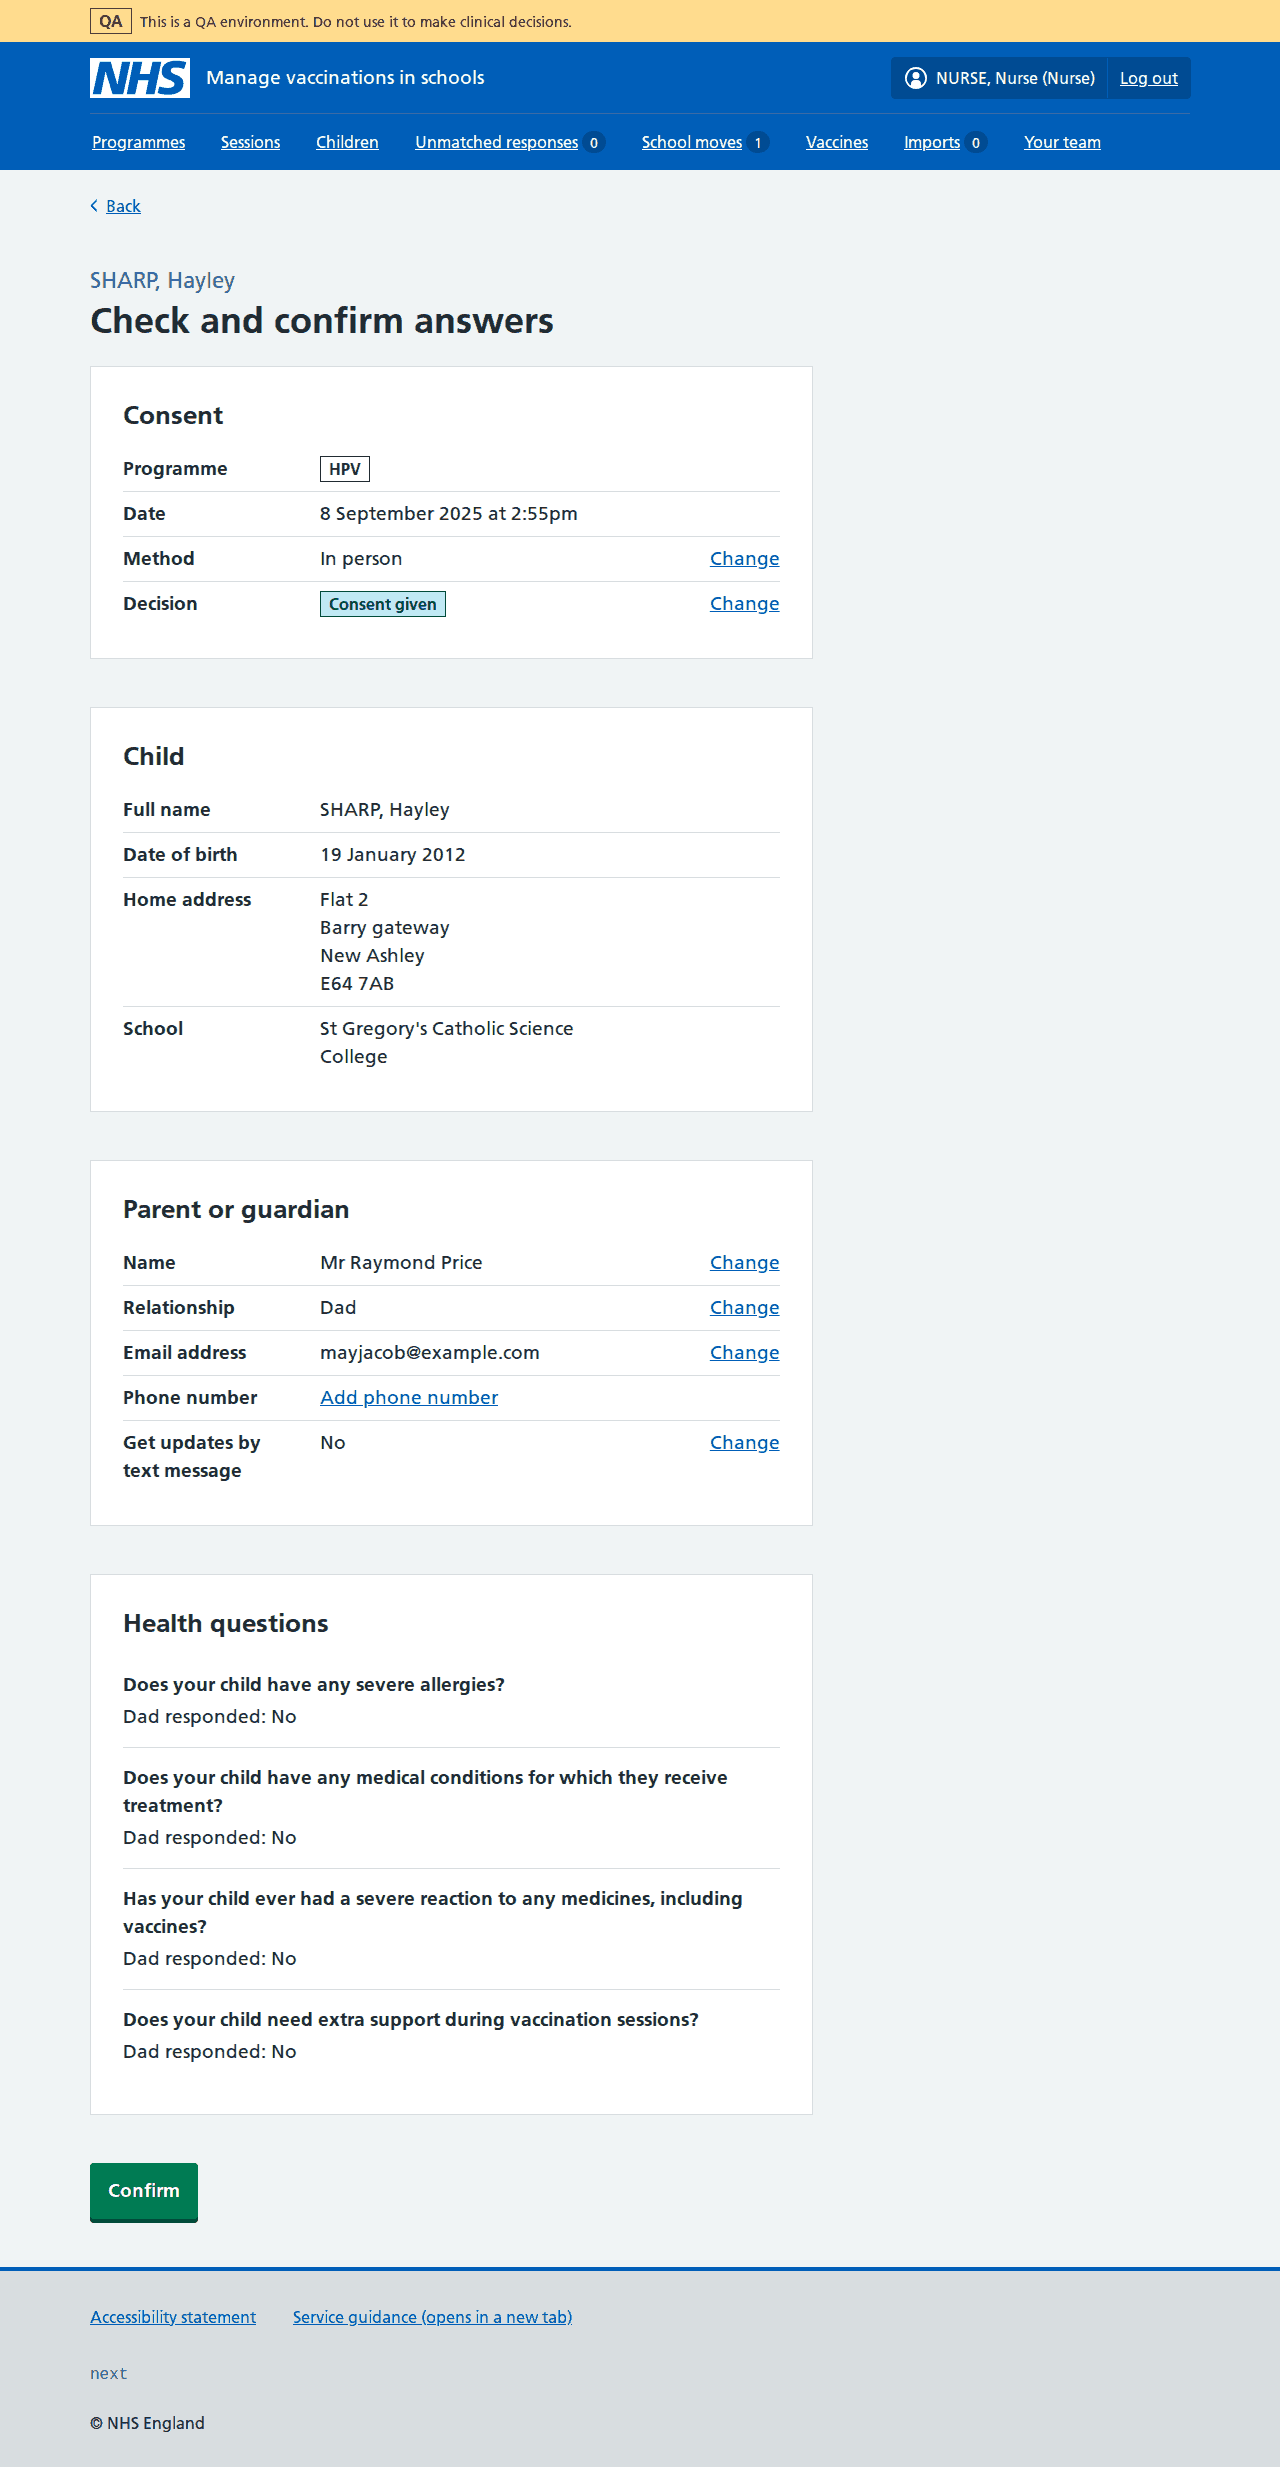 QA This is a QA environment. Do not use it to make clinical decisions.
NHS Manage vaccinations in schools NURSE, Nurse (Nurse) Log out
Programmes Sessions Children Unmatched responses 0 School moves 1 Vaccines Imports 0 Your team
Back
SHARP, Hayley
Check and confirm answers
Consent
Programme HPV
Date 8 September 2025 at 2:55pm
Method In person Change
Decision Consent given Change
Child
Full name SHARP, Hayley
Date of birth 19 January 2012
Home address Flat 2
Barry gateway
New Ashley
E64 7AB
School St Gregory's Catholic Science
College
Parent or guardian
Name Mr Raymond Price Change
Relationship Dad Change
Email address mayjacob@example.com Change
Phone number Add phone number
Get updates by No Change
text message
Health questions
Does your child have any severe allergies?
Dad responded: No
Does your child have any medical conditions for which they receive
treatment?
Dad responded: No
Has your child ever had a severe reaction to any medicines, including
vaccines?
Dad responded: No
Does your child need extra support during vaccination sessions?
Dad responded: No
Confirm
Accessibility statement Service guidance (opens in a new tab)
next
© NHS England